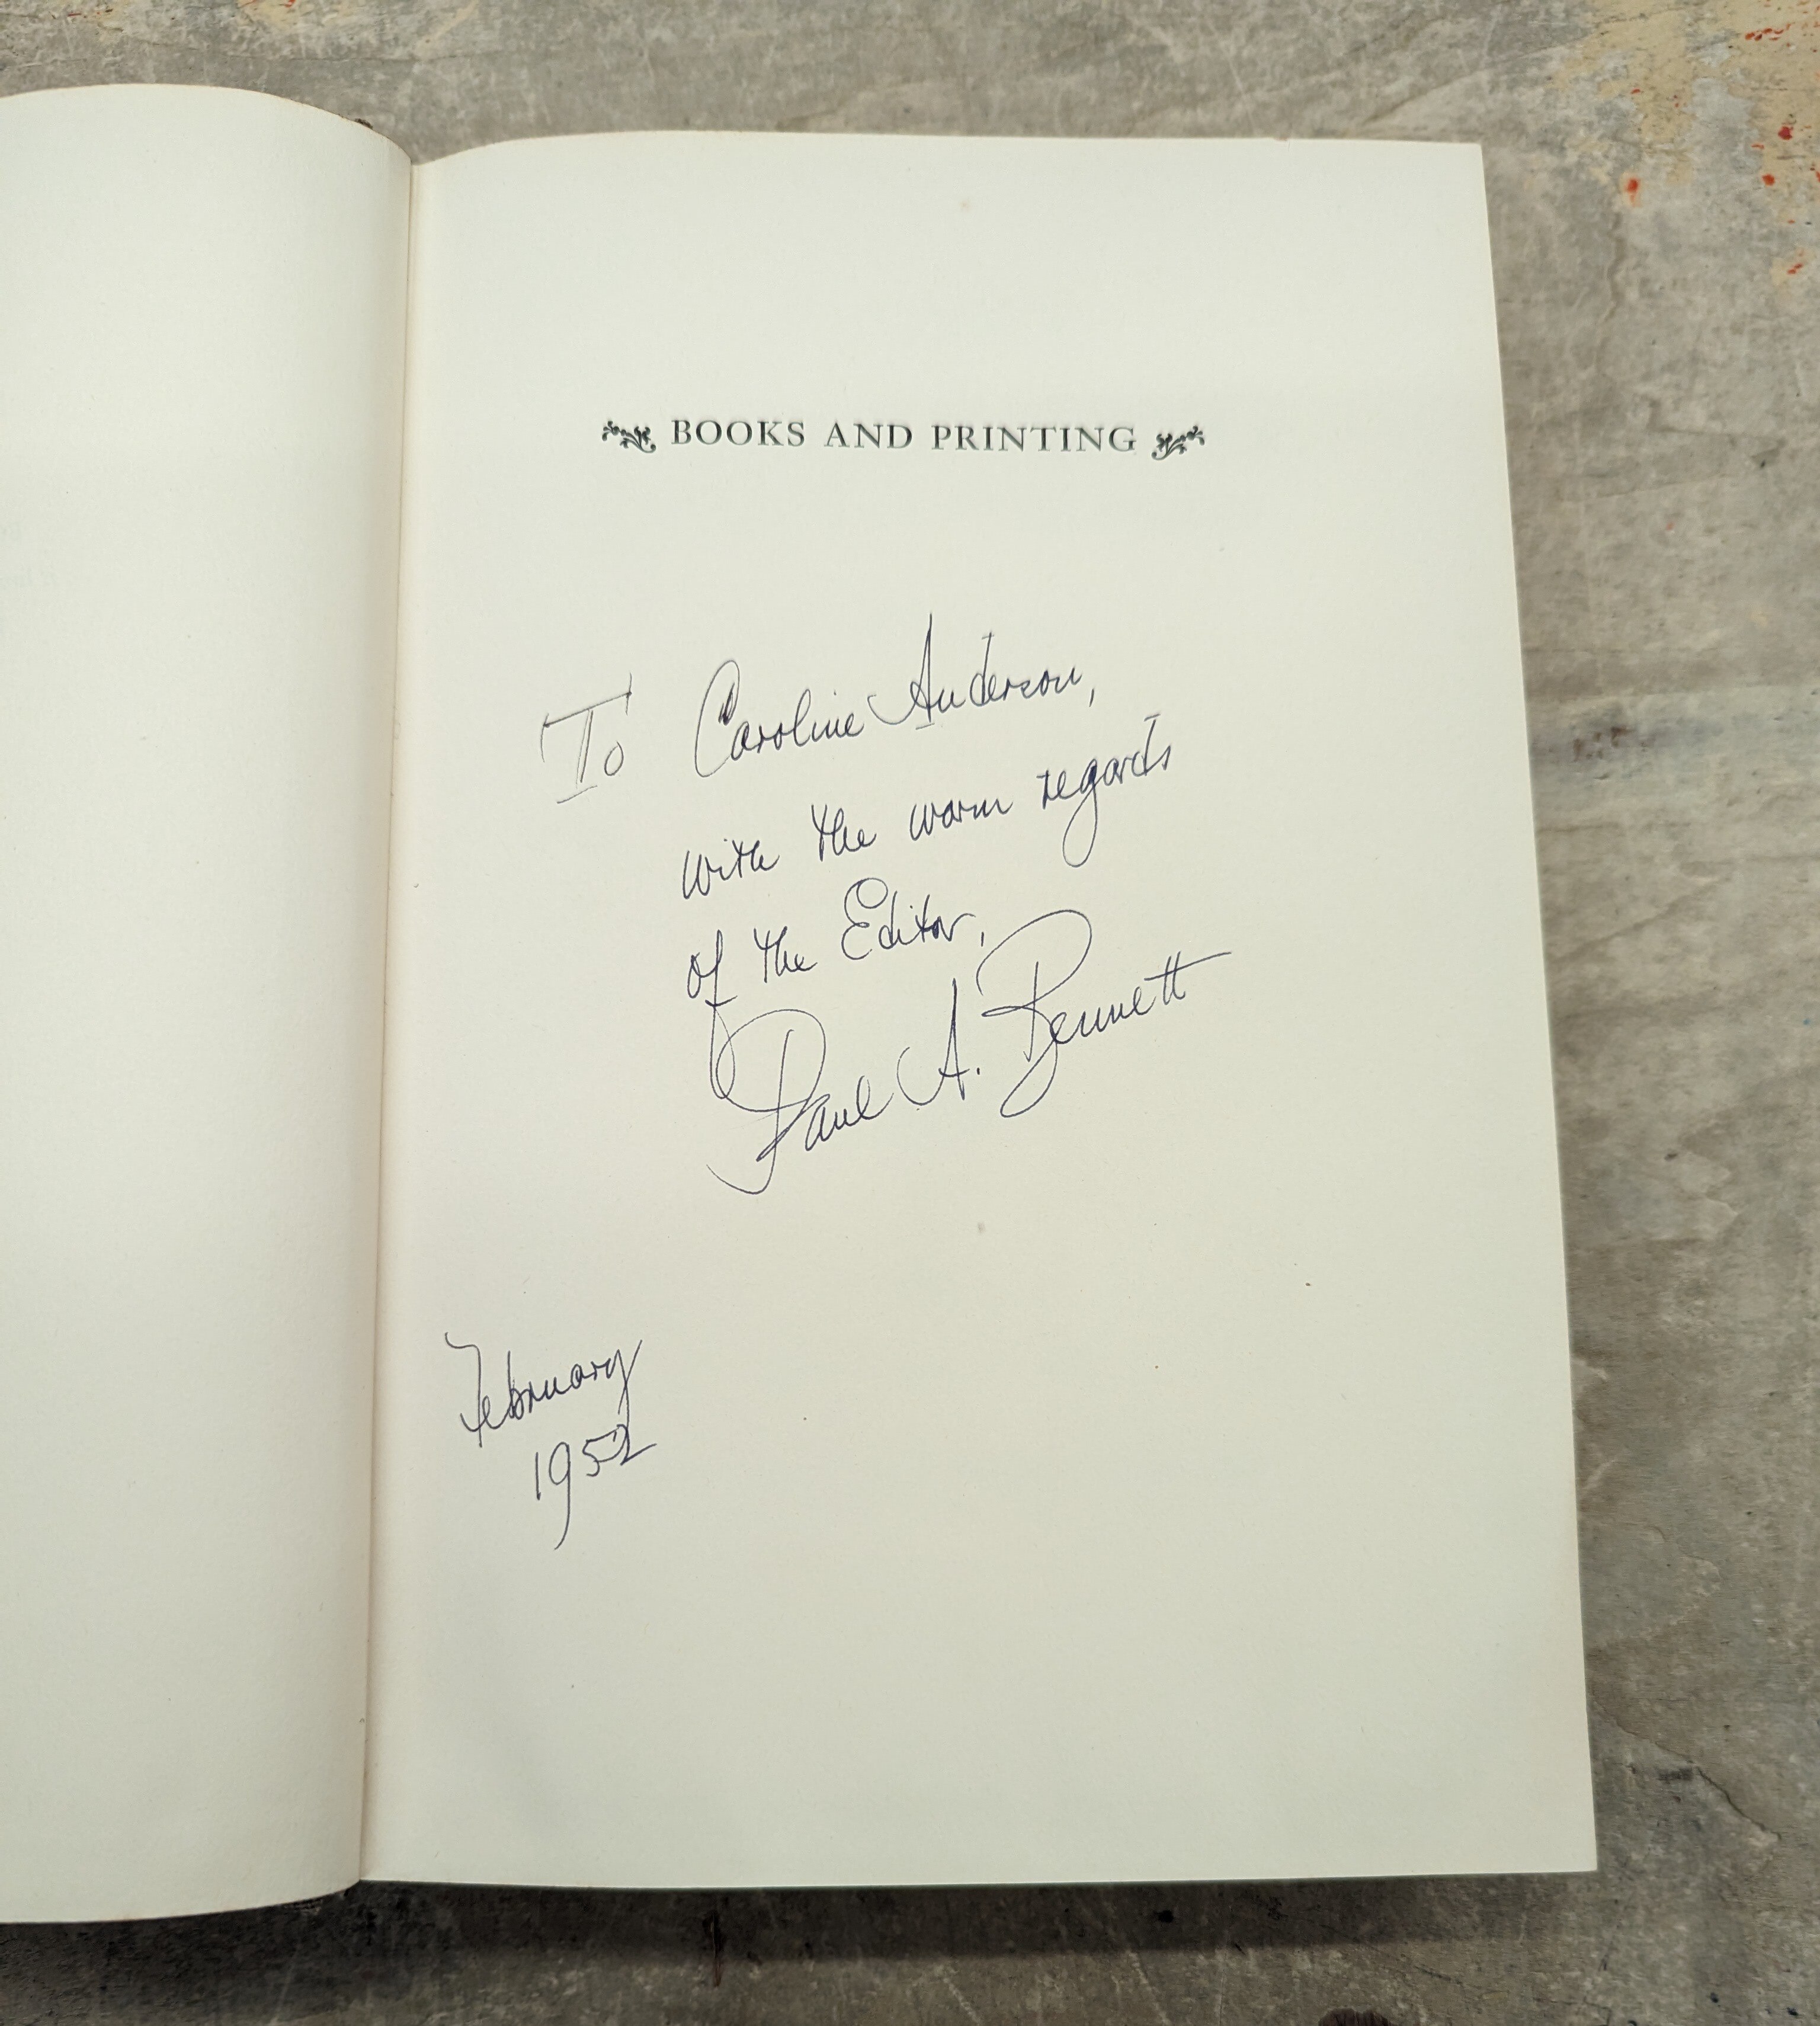 BOOKS AND PRINTING
To Caroline Anderson,
with the warm regards
of the Editor,
Paul A. Bennett
February
1952